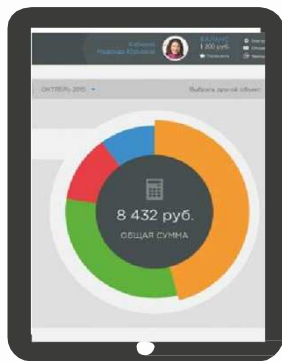 БАЛАНС
1 200 руб.
ОКТЯБРЬ 2015
Выбрать другой объект
8 432 руб.
ОБЩАЯ СУММА